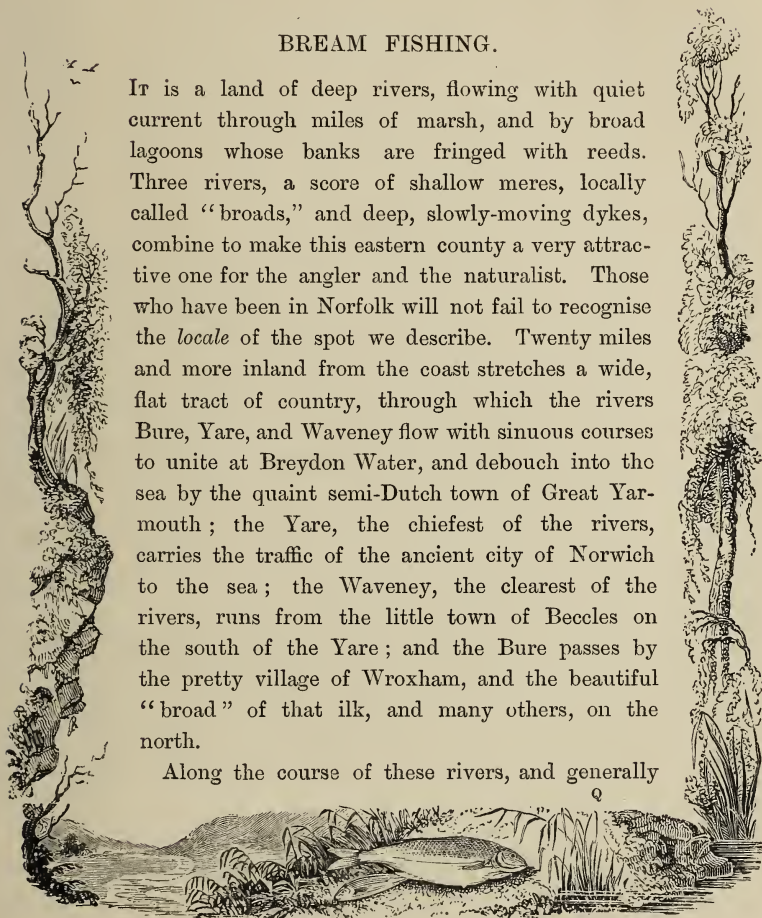 BREAM FISHING.
IT is a land of deep rivers, flowing with quiet
current through miles of marsh, and by broad
lagoons whose banks are fringed with reeds.
Three rivers, a score of shallow meres, locally
called “broads,” and deep, slowly-moving dykes,
combine to make this eastern county a very attrac-
tive one for the angler and the naturalist. Those
who have been in Norfolk will not fail to recognise
the locale of the spot we describe. Twenty miles
and more inland from the coast stretches a wide,
flat tract of country, through which the rivers
Bure, Yare, and Waveney flow with sinuous courses
to unite at Breydon Water, and debouch into the
sea by the quaint semi-Dutch town of Great Yar-
mouth ; the Yare, the chiefest of the rivers,
carries the traffic of the ancient city of Norwich
to the sea ; the Waveney, the clearest of the
rivers, runs from the little town of Beccles on
the south of the Yare ; and the Bure passes by
the pretty village of Wroxham, and the beautiful
“broad” of that ilk, and many others, on the
north.
Along the course of these rivers, and generally
Q